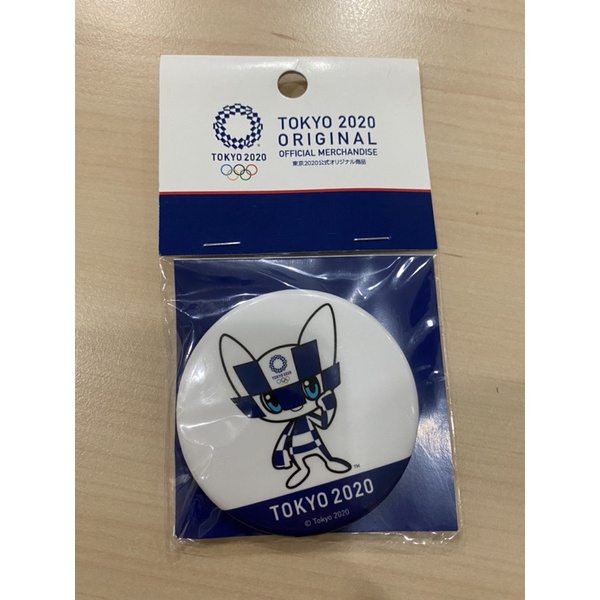 TOKYO 2020
TOKYO 2020
ORIGINAL
OFFICIAL MERCHANDISE
東京2020公式オリジナル商品
TOKYO 2020
TM
TOKYO 2020
© Tokyo 2020